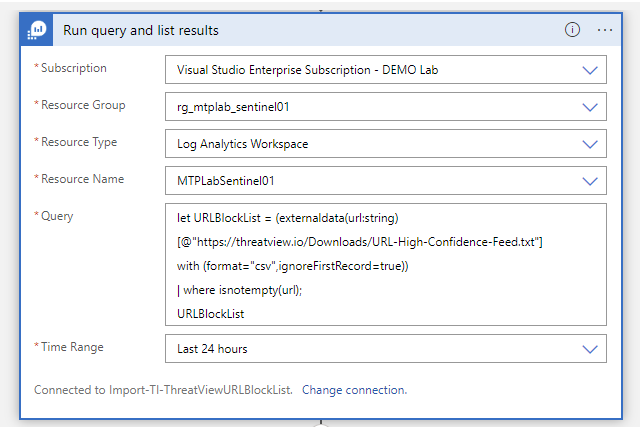 Run query and list results
* Subscription
Visual Studio Enterprise Subscription - DEMO Lab
* Resource Group
rg_mtplab_sentinel01
* Resource Type
Log Analytics Workspace
* Resource Name
MTPLabSentinel01
* Query
let URLBlockList = (externaldata(url:string)
[@"https://threatview.io/Downloads/URL-High-Confidence-Feed.txt"]
with (format="csv",ignoreFirstRecord=true))
| where isnotempty(url);
URLBlockList
* Time Range
Last 24 hours
Connected to Import-TI-ThreatViewURLBlockList. Change connection.